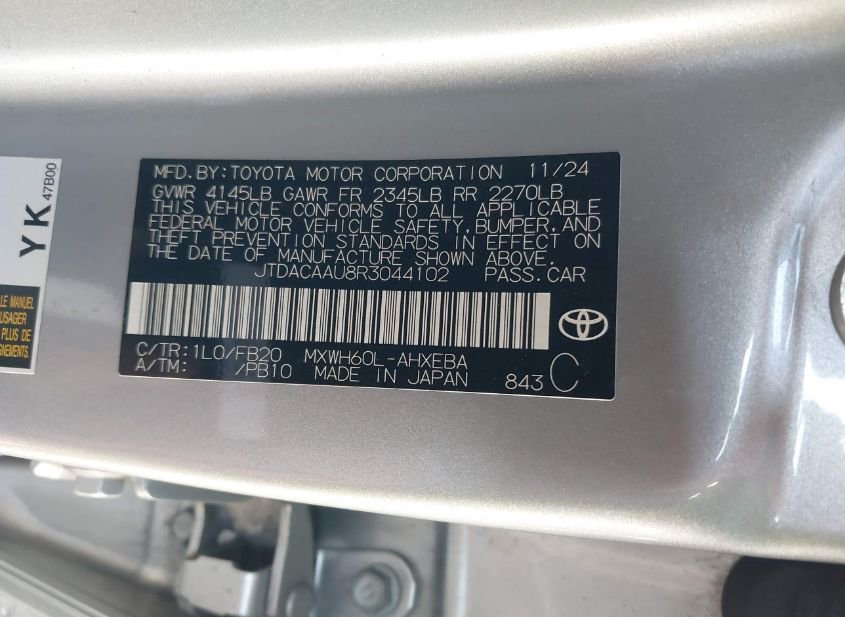 MFD. BY: TOYOTA MOTOR CORPORATION 11/24
GVWR 4145LB GAWR FR 2345LB RR 2270LB
THIS VEHICLE CONFORMS TO ALL APPLICABLE
FEDERAL MOTOR VEHICLE SAFETY, BUMPER, AND
THEFT PREVENTION STANDARDS IN EFFECT ON
THE DATE OF MANUFACTURE SHOWN ABOVE.
JTDACAAU8R3044102 PASS. CAR
C/TR: 1L0/FB20 MXWH60L-AHXEBA
A/TM: /PB10 MADE IN JAPAN 843 C
YK 47B00
LE MANUEL
USAGER
PLUS DE
GNEMENTS.